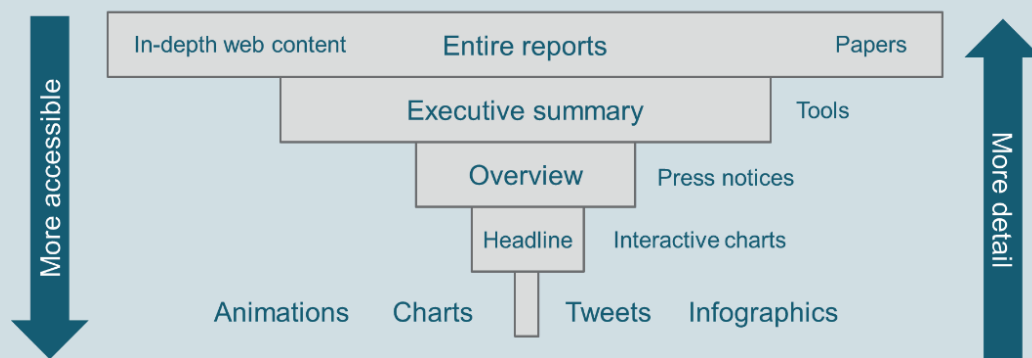 In-depth web content Entire reports Papers
Executive summary Tools
Overview Press notices
Headline Interactive charts
Animations Charts Tweets Infographics
More accessible
More detail